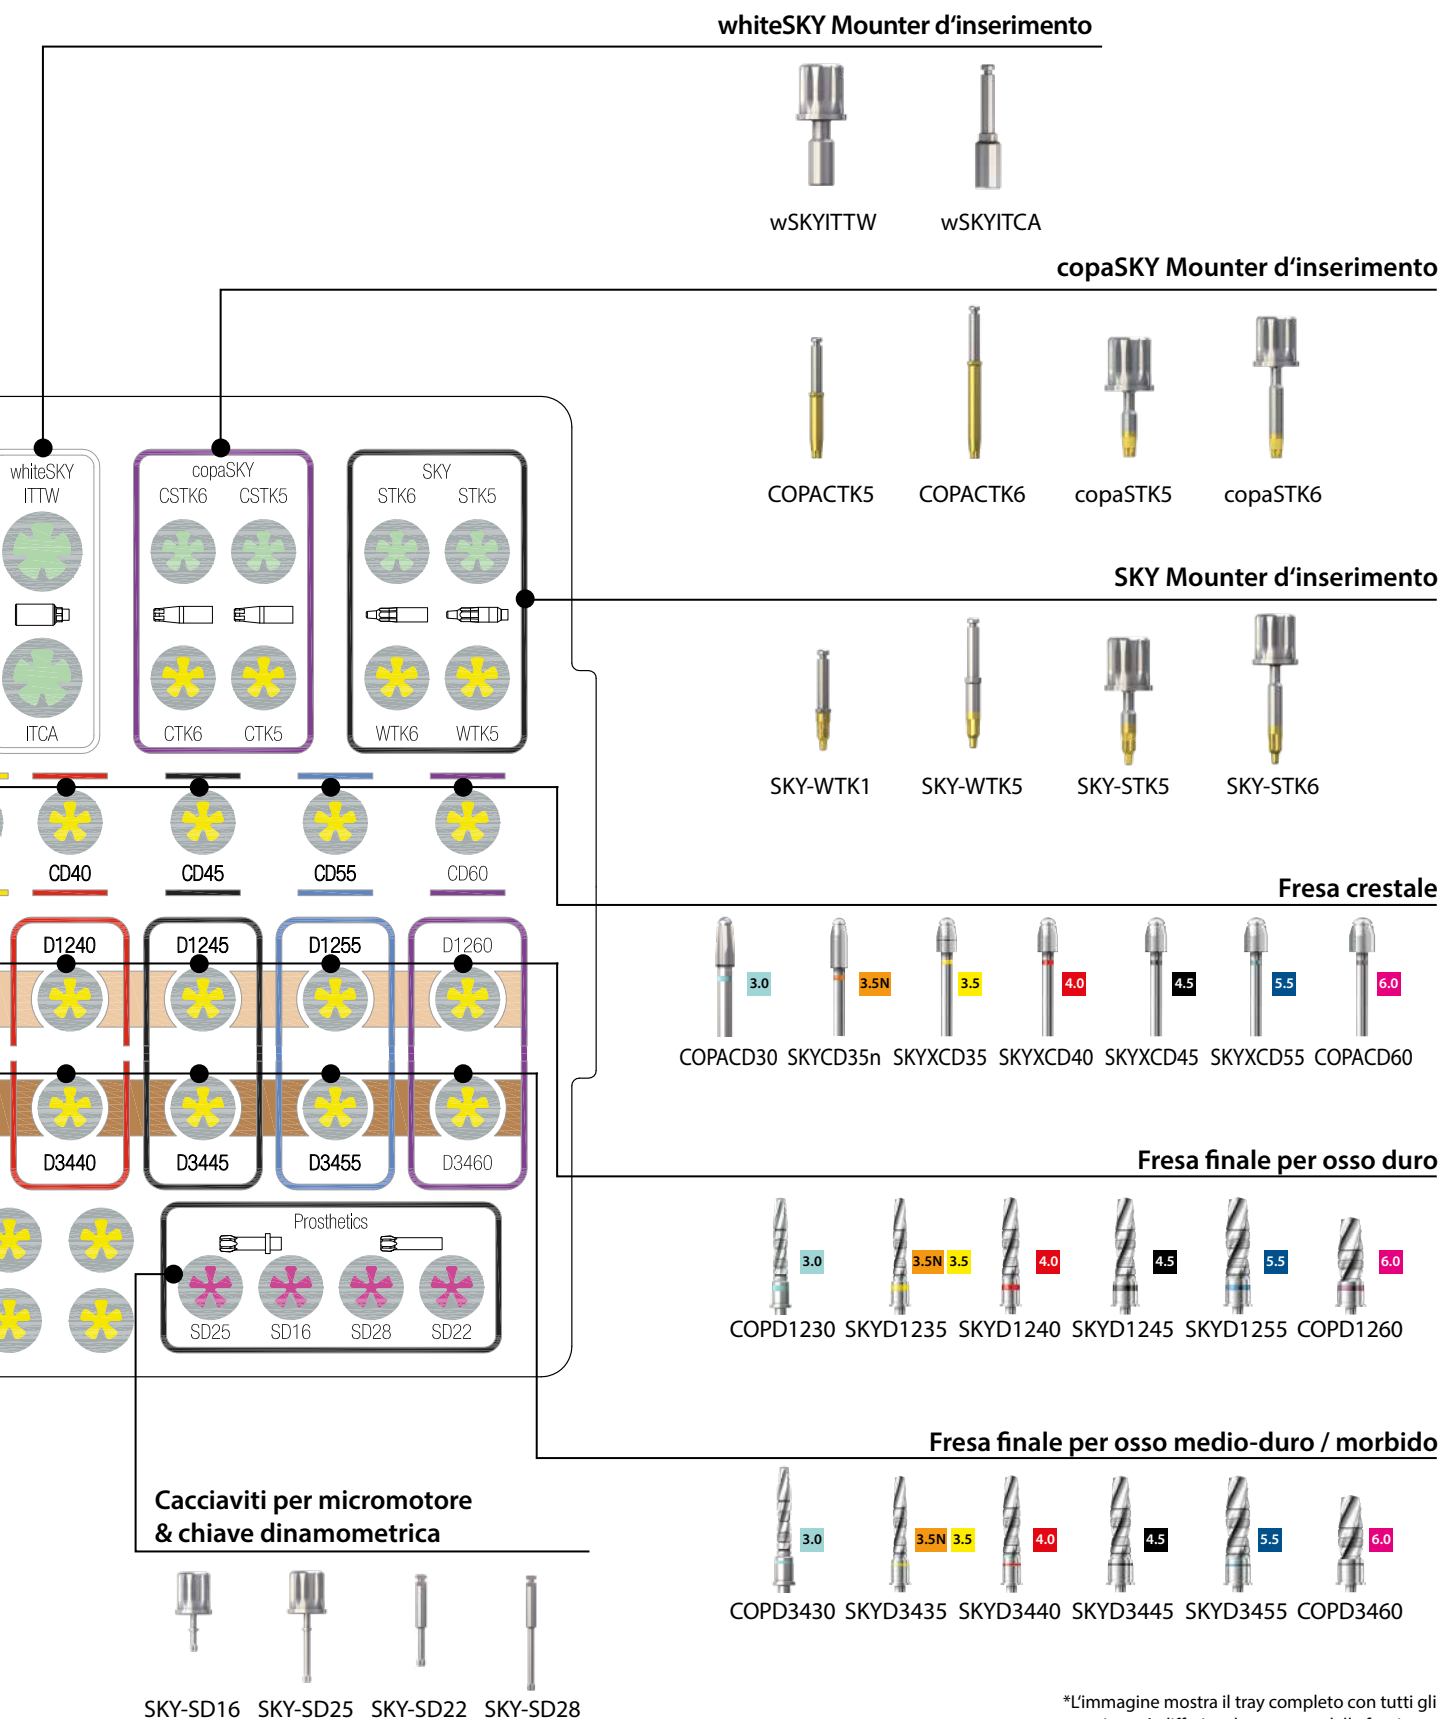 whiteSKY Mounter d‘inserimento
wSKYITTW wSKYITCA
copaSKY Mounter d‘inserimento
COPACTK5 COPACTK6 copaSTK5 copaSTK6
whiteSKY
ITTW
ITCA
copaSKY
CSTK6 CSTK5
CTK6 CTK5
SKY
STK6 STK5
WTK6 WTK5
SKY Mounter d‘inserimento
SKY-WTK1 SKY-WTK5 SKY-STK5 SKY-STK6
CD40 CD45 CD55 CD60
Fresa crestale
3.0 3.5N 3.5 4.0 4.5 5.5 6.0
COPACD30 SKYCD35n SKYXCD35 SKYXCD40 SKYXCD45 SKYXCD55 COPACD60
D1240 D1245 D1255 D1260
D3440 D3445 D3455 D3460
Fresa finale per osso duro
3.0 3.5N 3.5 4.0 4.5 5.5 6.0
COPD1230 SKYD1235 SKYD1240 SKYD1245 SKYD1255 COPD1260
Prosthetics
SD25 SD16 SD28 SD22
Fresa finale per osso medio-duro / morbido
3.0 3.5N 3.5 4.0 4.5 5.5 6.0
COPD3430 SKYD3435 SKYD3440 SKYD3445 SKYD3455 COPD3460
Cacciaviti per micromotore
& chiave dinamometrica
SKY-SD16 SKY-SD25 SKY-SD22 SKY-SD28
*L’immagine mostra il tray completo con tutti gli